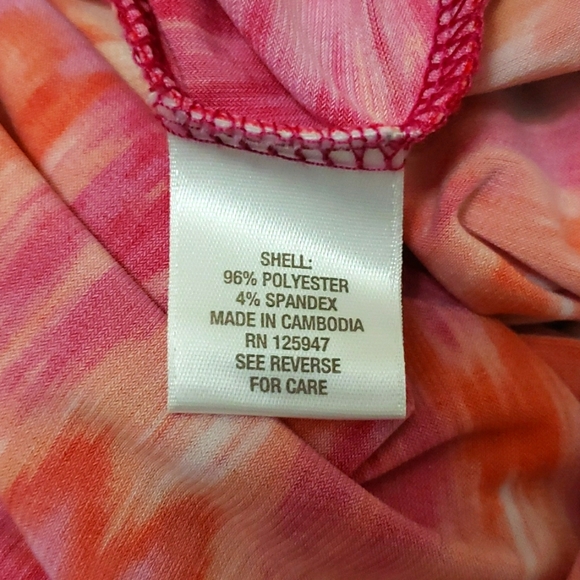 SHELL:
96% POLYESTER
4% SPANDEX
MADE IN CAMBODIA
RN 125947
SEE REVERSE
FOR CARE